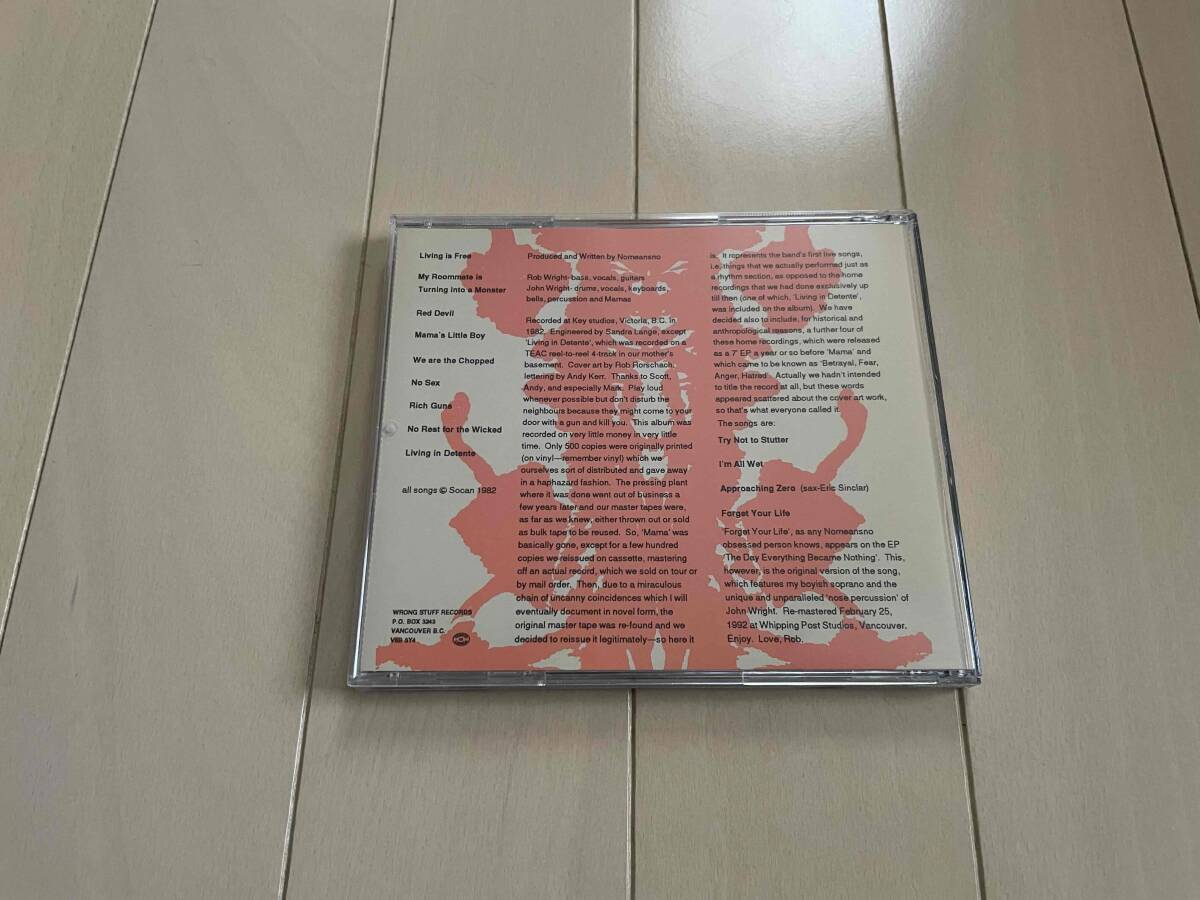 Living is Free
My Roommate is
Turning into a Monster
Red Devil
Mama's Little Boy
We are the Chopped
No Sex
Rich Guns
No Rest for the Wicked
Living in Detente
all songs © Socan 1982
WRONG STUFF RECORDS
P.O. BOX 3243
VANCOUVER B.C.
V6B 3Y4
Produced and Written by Nomeansno
Rob Wright-bass, vocals, guitars
John Wright-drums, vocals, keyboards,
bells, percussion and Mamas
Recorded at Key studios, Victoria, B.C. in
1982. Engineered by Sandra Lange, except
'Living in Detente', which was recorded on a
TEAC reel-to-reel 4-track in our mother's
basement. Cover art by Rob Rorschach,
lettering by Andy Kerr. Thanks to Scott,
Andy, and especially Mark. Play loud
whenever possible but don't disturb the
neighbours because they might come to your
door with a gun and kill you. This album was
recorded on very little money in very little
time. Only 500 copies were originally printed
(on vinyl—remember vinyl) which we
ourselves sort of distributed and gave away
in a haphazard fashion. The pressing plant
where it was done went out of business a
few years later and our master tapes were,
as far as we knew, either thrown out or sold
as bulk tape to be reused. So, 'Mama' was
basically gone, except for a few hundred
copies we reissued on cassette, mastering
off an actual record, which we sold on tour or
by mail order. Then, due to a miraculous
chain of uncanny coincidences which I will
eventually document in novel form, the
original master tape was re-found and we
decided to reissue it legitimately—so here it
is. It represents the band's first live songs,
i.e. things that we actually performed just as
a rhythm section, as opposed to the home
recordings that we had done exclusively up
till then (one of which, 'Living in Detente',
was included on the album). We have
decided also to include, for historical and
anthropological reasons, a further four of
these home recordings, which were released
as a 7" EP a year or so before 'Mama' and
which came to be known as 'Betrayal, Fear,
Anger, Hatred'. Actually we hadn't intended
to title the record at all, but these words
appeared scattered about the cover art work,
so that's what everyone called it.
The songs are:
Try Not to Stutter
I'm All Wet
Approaching Zero (sax-Eric Sinclar)
Forget Your Life
'Forget Your Life', as any Nomeansno
obsessed person knows, appears on the EP
'The Day Everything Became Nothing'. This,
however, is the original version of the song,
which features my boyish soprano and the
unique and unparalleled 'nose percussion' of
John Wright. Re-mastered February 25,
1992 at Whipping Post Studios, Vancouver.
Enjoy. Love, Rob.